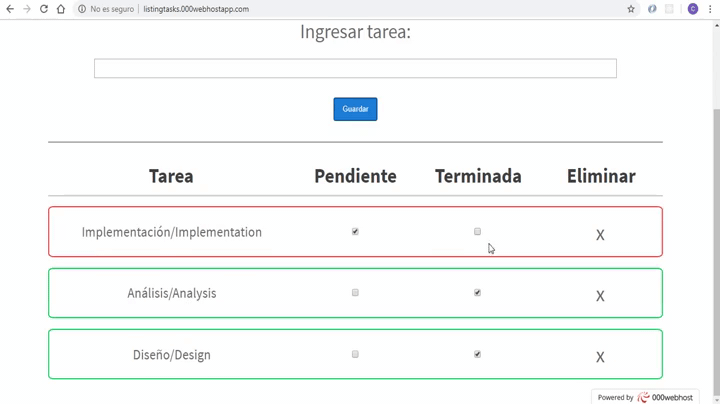 No es seguro | listingtasks.000webhostapp.com
C
Ingresar tarea:
Guardar
Tarea Pendiente Terminada Eliminar
Implementación/Implementation X
Análisis/Analysis X
Diseño/Design X
Powered by 000webhost